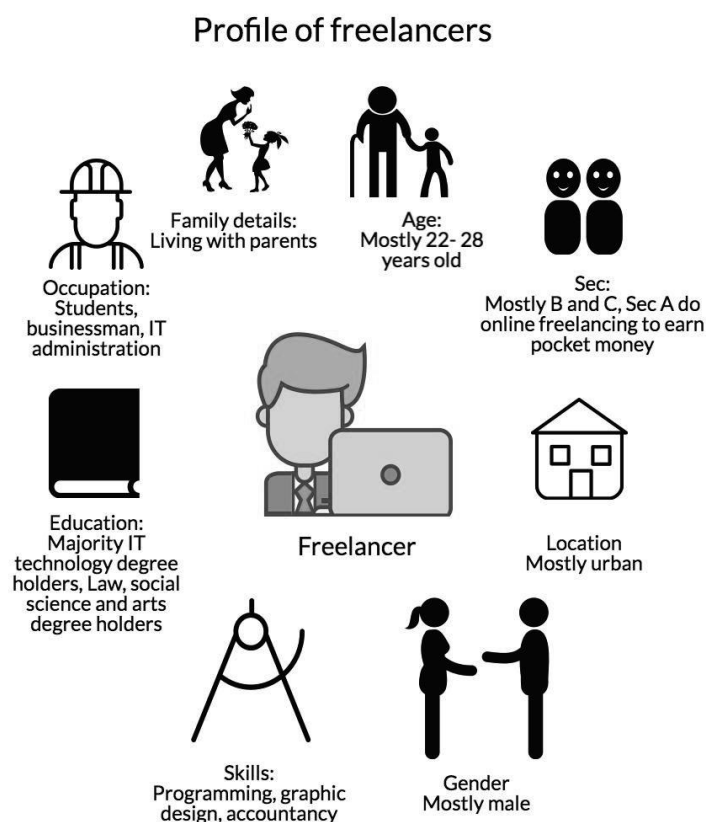 Profile of freelancers
Family details:
Living with parents
Age:
Mostly 22- 28
years old
Occupation:
Students,
businessman, IT
administration
Sec:
Mostly B and C, Sec A do
online freelancing to earn
pocket money
Education:
Majority IT
technology degree
holders, Law, social
science and arts
degree holders
Freelancer
Location
Mostly urban
Skills:
Programming, graphic
design, accountancy
Gender
Mostly male